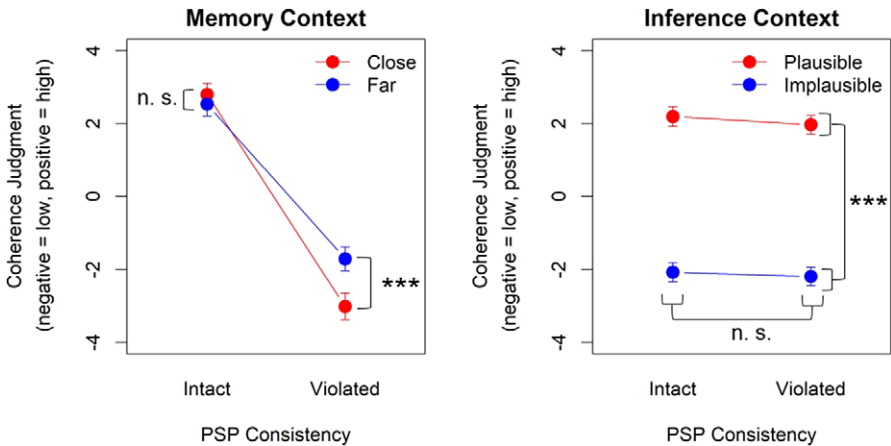 Memory Context
Coherence Judgment
(negative = low, positive = high)
4
2
0
-2
-4
Close
Far
n. s.
***
Intact
Violated
PSP Consistency
Inference Context
Coherence Judgment
(negative = low, positive = high)
4
2
0
-2
-4
Plausible
Implausible
***
n. s.
Intact
Violated
PSP Consistency